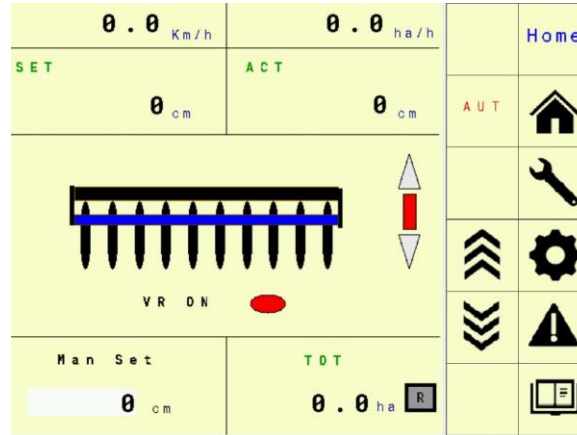 0.0 Km/h
0.0 ha/h
Home
SET
ACT
0 cm
0 cm
AUT
VR ON
Man Set
TOT
0 cm
0.0 ha
R